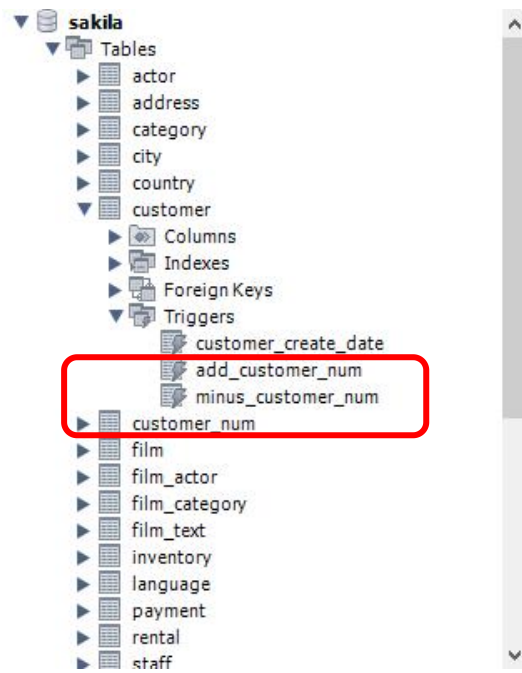 sakila
Tables
actor
address
category
city
country
customer
Columns
Indexes
Foreign Keys
Triggers
customer_create_date
add_customer_num
minus_customer_num
customer_num
film
film_actor
film_category
film_text
inventory
language
payment
rental
staff